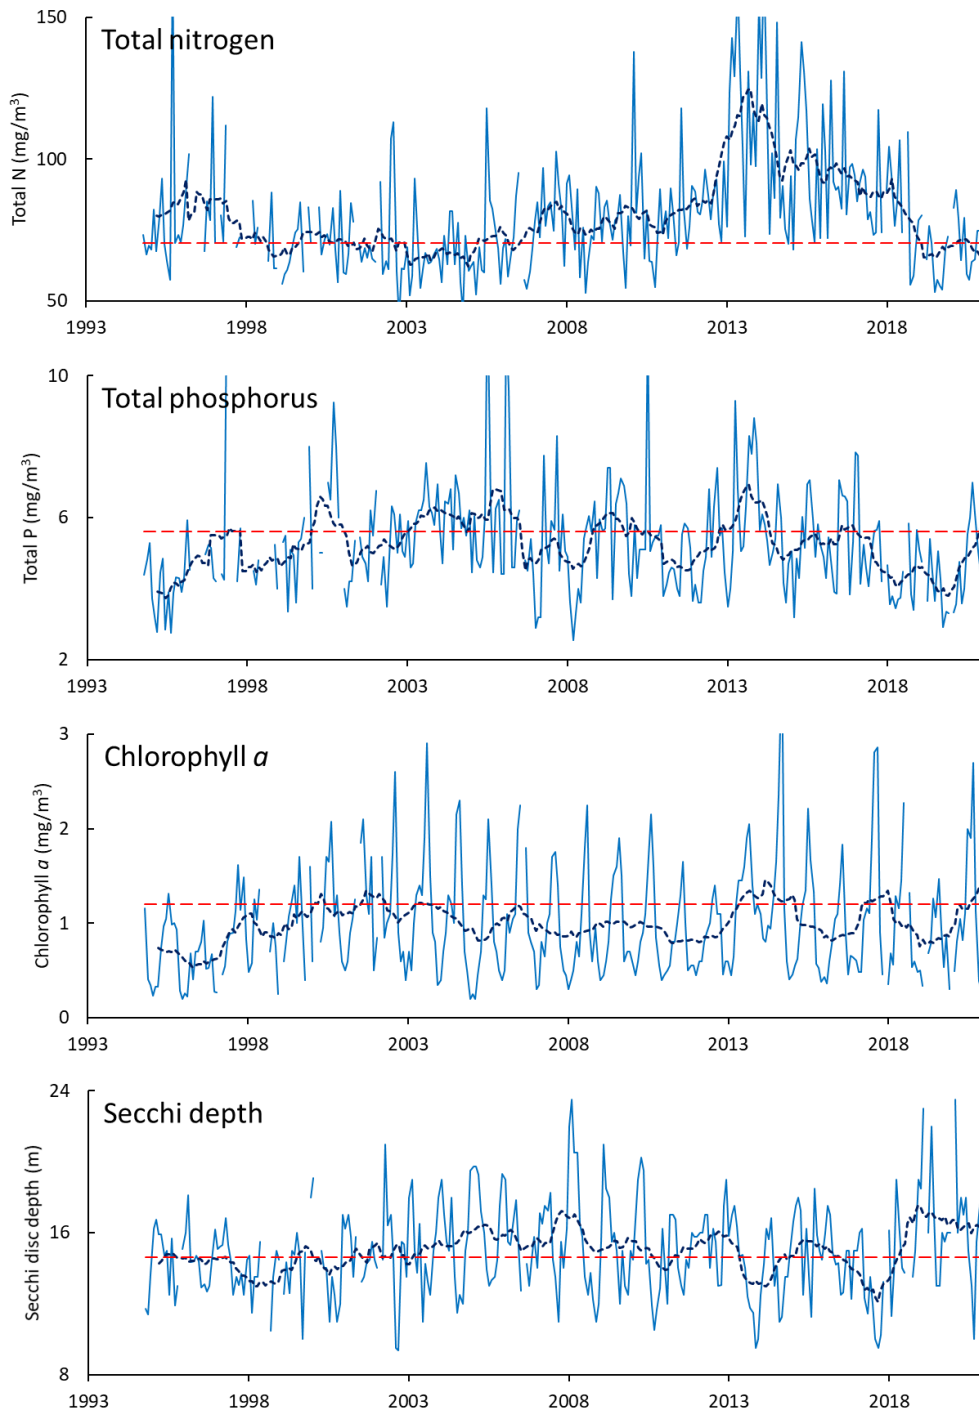 Total nitrogen
Total N (mg/m³)
150
100
50
1993 1998 2003 2008 2013 2018
Total phosphorus
Total P (mg/m³)
10
6
2
1993 1998 2003 2008 2013 2018
Chlorophyll a
Chlorophyll a (mg/m³)
3
2
1
0
1993 1998 2003 2008 2013 2018
Secchi depth
Secchi disc depth (m)
24
16
8
1993 1998 2003 2008 2013 2018